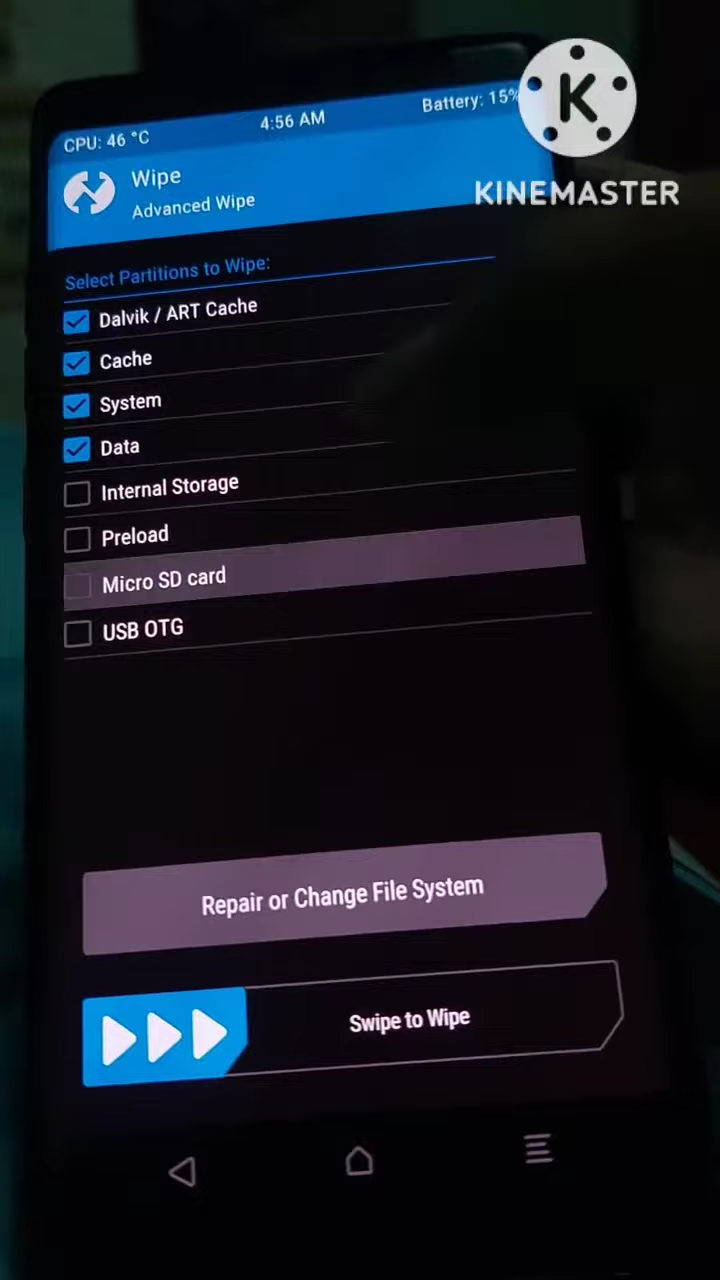 CPU: 46 °C
4:56 AM
Battery: 15%
K
KINEMASTER
Wipe
Advanced Wipe
Select Partitions to Wipe:
Dalvik / ART Cache
Cache
System
Data
Internal Storage
Preload
Micro SD card
USB OTG
Repair or Change File System
Swipe to Wipe